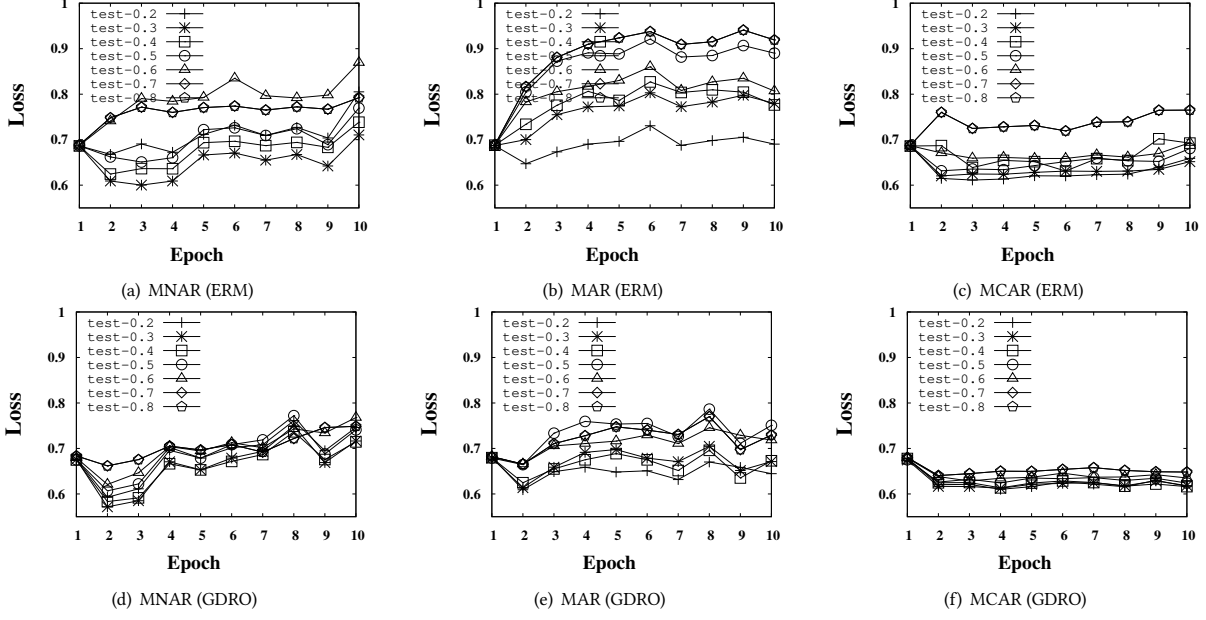 1
0.9
0.8
0.7
0.6
Loss
test-0.2
test-0.3
test-0.4
test-0.5
test-0.6
test-0.7
test-0.8
1 2 3 4 5 6 7 8 9 10
Epoch
(a) MNAR (ERM)
1
0.9
0.8
0.7
0.6
Loss
test-0.2
test-0.3
test-0.4
test-0.5
test-0.6
test-0.7
test-0.8
1 2 3 4 5 6 7 8 9 10
Epoch
(b) MAR (ERM)
1
0.9
0.8
0.7
0.6
Loss
test-0.2
test-0.3
test-0.4
test-0.5
test-0.6
test-0.7
test-0.8
1 2 3 4 5 6 7 8 9 10
Epoch
(c) MCAR (ERM)
1
0.9
0.8
0.7
0.6
Loss
test-0.2
test-0.3
test-0.4
test-0.5
test-0.6
test-0.7
test-0.8
1 2 3 4 5 6 7 8 9 10
Epoch
(d) MNAR (GDRO)
1
0.9
0.8
0.7
0.6
Loss
test-0.2
test-0.3
test-0.4
test-0.5
test-0.6
test-0.7
test-0.8
1 2 3 4 5 6 7 8 9 10
Epoch
(e) MAR (GDRO)
1
0.9
0.8
0.7
0.6
Loss
test-0.2
test-0.3
test-0.4
test-0.5
test-0.6
test-0.7
test-0.8
1 2 3 4 5 6 7 8 9 10
Epoch
(f) MCAR (GDRO)